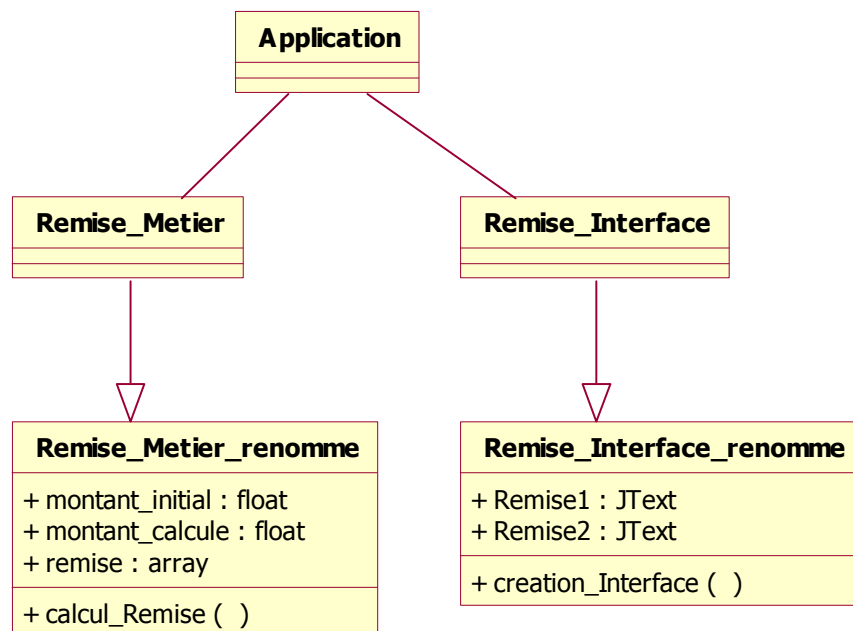 Application
Remise_Metier
Remise_Interface
Remise_Metier_renomme
+ montant_initial : float
+ montant_calcule : float
+ remise : array
+ calcul_Remise ( )
Remise_Interface_renomme
+ Remise1 : JText
+ Remise2 : JText
+ creation_Interface ( )